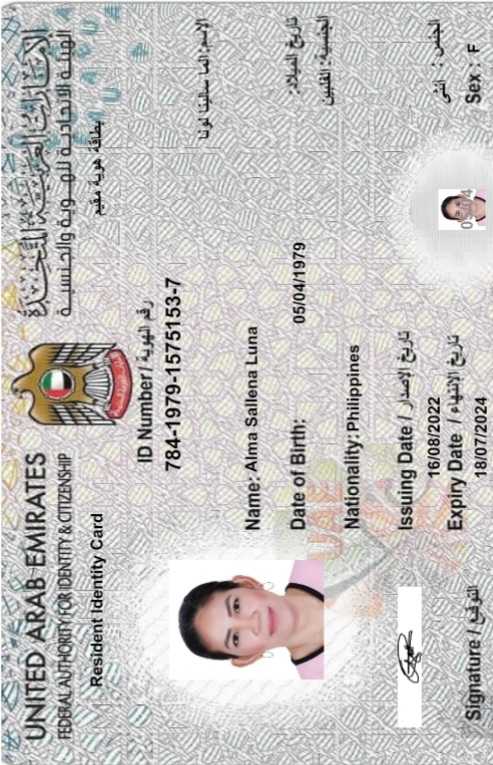 UNITED ARAB EMIRATES
الإمارات العربية المتحدة
FEDERAL AUTHORITY FOR IDENTITY & CITIZENSHIP
الهيئة الاتحادية للهوية والجنسية
Resident Identity Card
بطاقة هوية مقيم
ID Number / رقم الهوية
784-1979-1575153-7
الإسم: الما سالينا لونا
Name: Alma Sallena Luna
تاريخ الميلاد:
Date of Birth: 05/04/1979
Nationality: Philippines
الجنسية: الفلبين
Issuing Date / تاريخ الإصدار
16/08/2022
Expiry Date / تاريخ الإنتهاء
18/07/2024
Signature / التوقيع
الجنس : أنثى
Sex : F
UAE